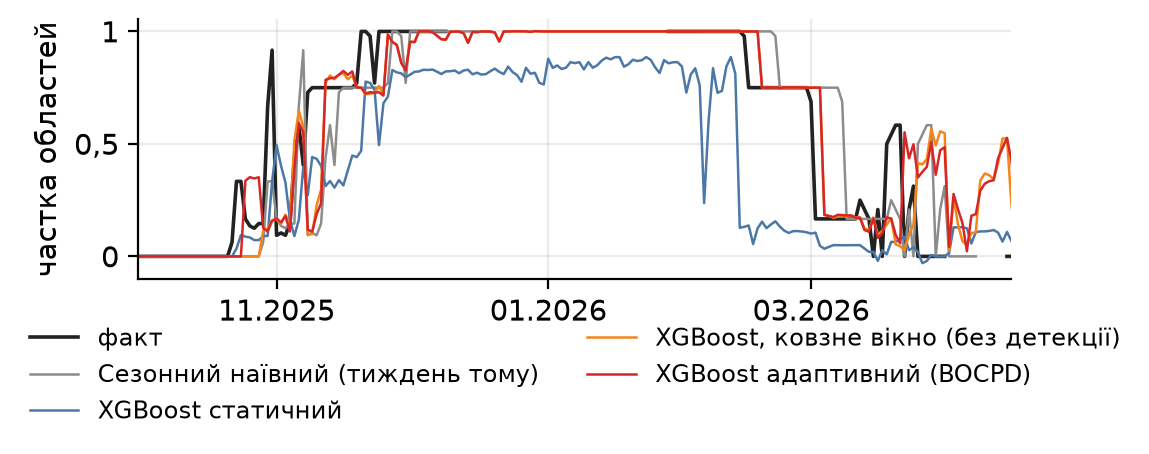 частка областей
1
0,5
0
11.2025 01.2026 03.2026
факт
Сезонний наївний (тиждень тому)
XGBoost статичний
XGBoost, ковзне вікно (без детекції)
XGBoost адаптивний (BOCPD)